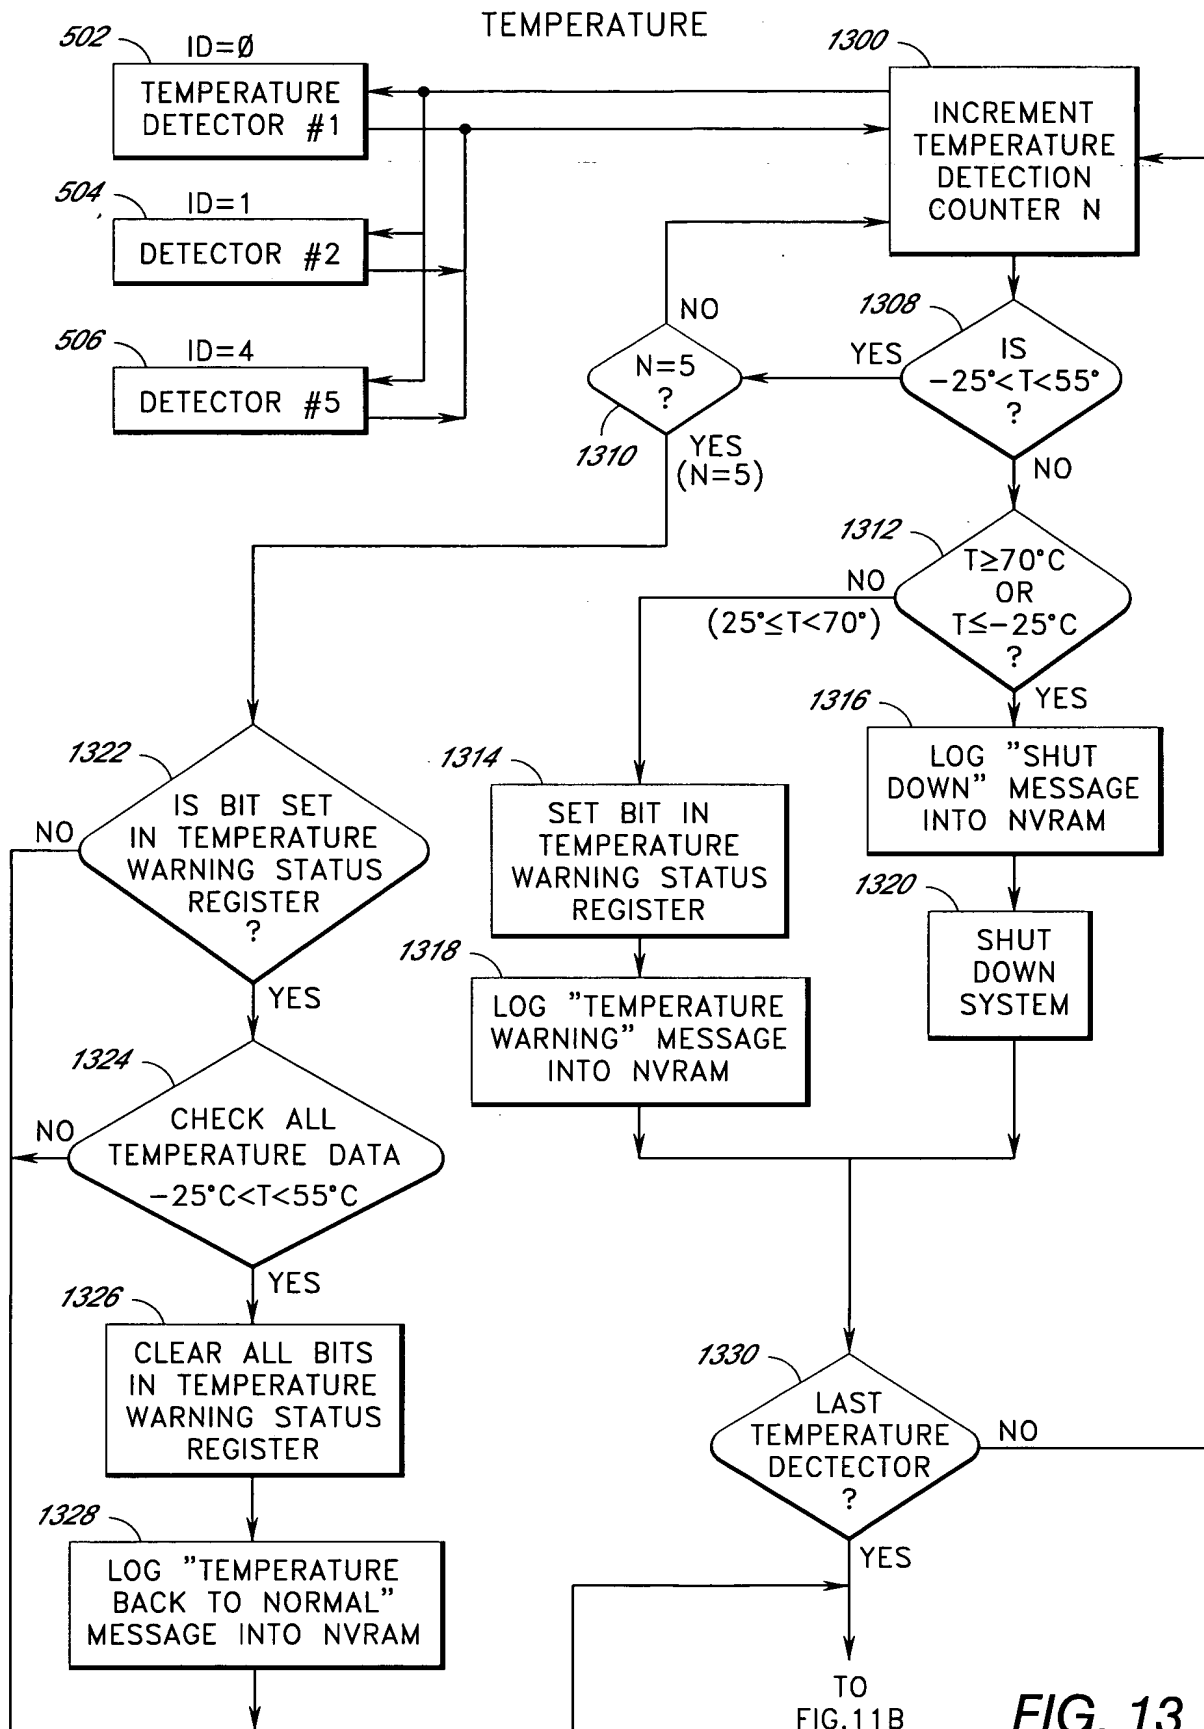 TEMPERATURE
502
ID=Ø
TEMPERATURE
DETECTOR #1
504
ID=1
DETECTOR #2
506
ID=4
DETECTOR #5
1300
INCREMENT
TEMPERATURE
DETECTION
COUNTER N
1308
IS
-25°<T<55°
?
YES
NO
NO
N=5
?
1310
YES
(N=5)
1312
T≥70°C
OR
T≤-25°C
?
NO
(25°≤T<70°)
YES
1316
LOG "SHUT
DOWN" MESSAGE
INTO NVRAM
1320
SHUT
DOWN
SYSTEM
1314
SET BIT IN
TEMPERATURE
WARNING STATUS
REGISTER
1318
LOG "TEMPERATURE
WARNING" MESSAGE
INTO NVRAM
1322
IS BIT SET
IN TEMPERATURE
WARNING STATUS
REGISTER
?
NO
YES
1324
CHECK ALL
TEMPERATURE DATA
-25°C<T<55°C
NO
YES
1326
CLEAR ALL BITS
IN TEMPERATURE
WARNING STATUS
REGISTER
1328
LOG "TEMPERATURE
BACK TO NORMAL"
MESSAGE INTO NVRAM
1330
LAST
TEMPERATURE
DECTECTOR
?
NO
YES
TO
FIG.11B
FIG. 13